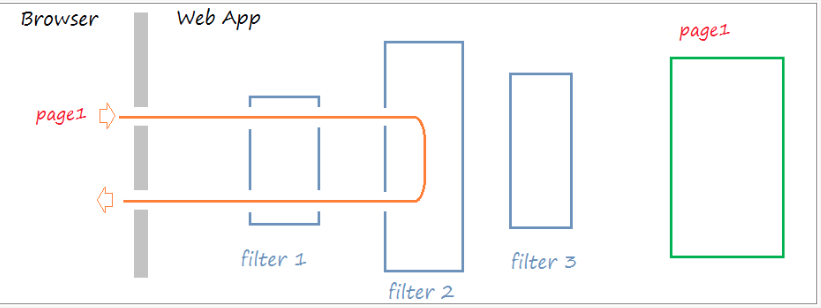 Browser
Web App
page1
page1
filter 1
filter 2
filter 3